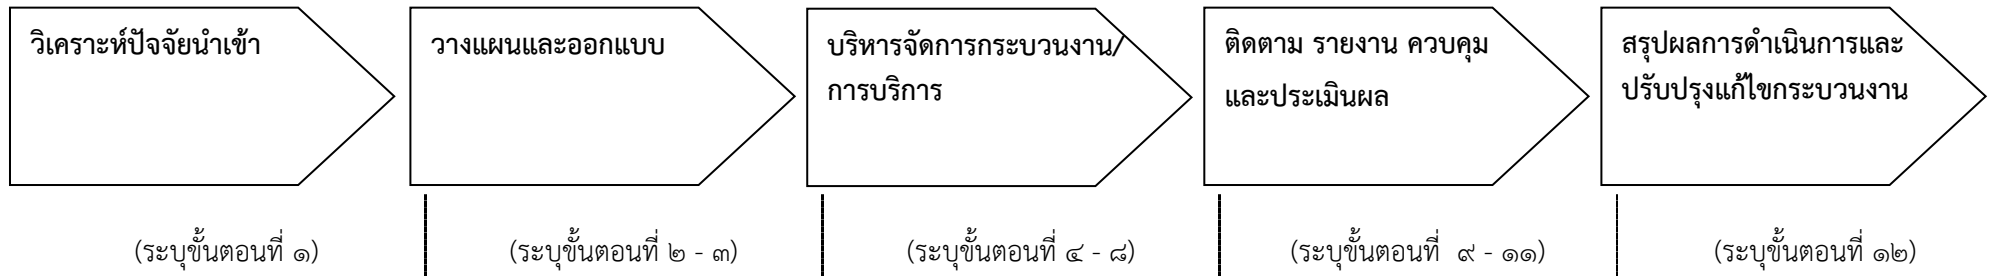 วิเคราะห์ปัจจัยนำเข้า
วางแผนและออกแบบ
บริหารจัดการกระบวนงาน/
การบริการ
ติดตาม รายงาน ควบคุม
และประเมินผล
สรุปผลการดำเนินการและ
ปรับปรุงแก้ไขกระบวนงาน
(ระบุขั้นตอนที่ ๑)
(ระบุขั้นตอนที่ ๒ - ๓)
(ระบุขั้นตอนที่ ๔ - ๘)
(ระบุขั้นตอนที่ ๙ - ๑๑)
(ระบุขั้นตอนที่ ๑๒)